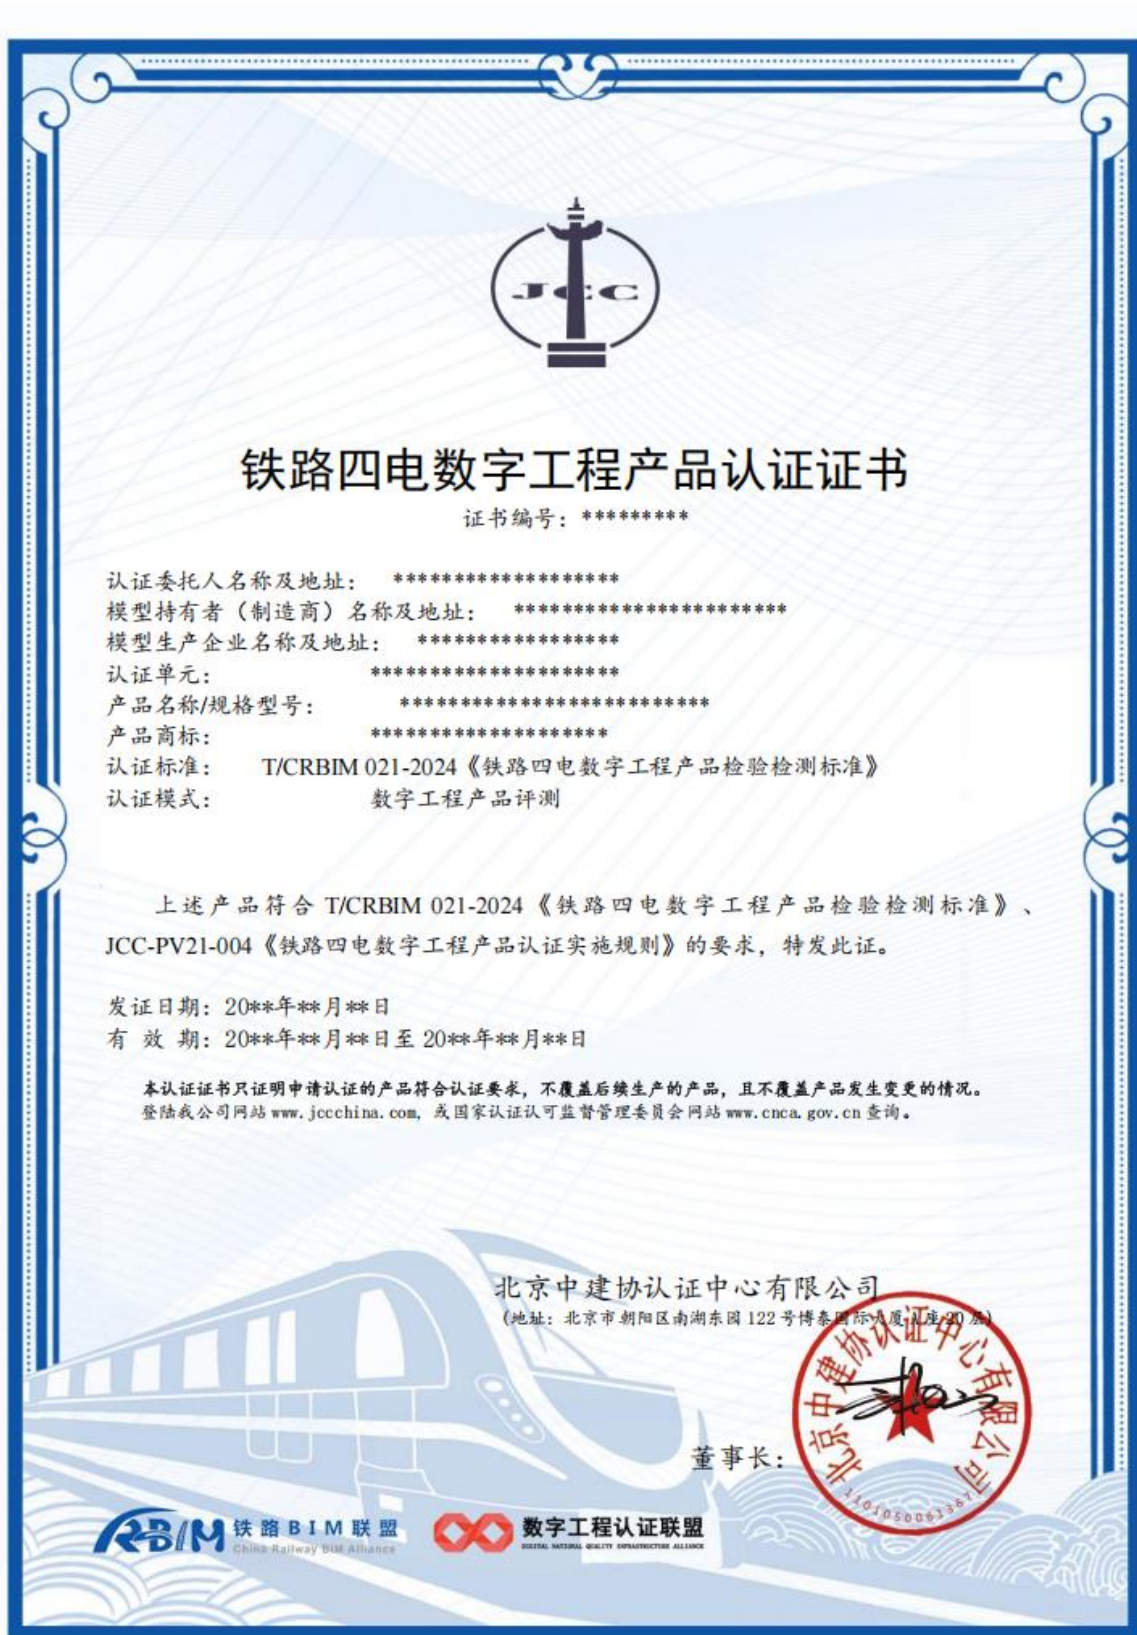 JCC
铁路四电数字工程产品认证证书
证书编号：*********
认证委托人名称及地址： *******************
模型持有者（制造商）名称及地址： ***********************
模型生产企业名称及地址： *****************
认证单元： *********************
产品名称/规格型号： **************************
产品商标： ********************
认证标准： T/CRBIM 021-2024《铁路四电数字工程产品检验检测标准》
认证模式： 数字工程产品评测
上述产品符合 T/CRBIM 021-2024《铁路四电数字工程产品检验检测标准》、
JCC-PV21-004《铁路四电数字工程产品认证实施规则》的要求，特发此证。
发证日期：20**年**月**日
有 效 期：20**年**月**日至 20**年**月**日
本认证证书只证明申请认证的产品符合认证要求，不覆盖后续生产的产品，且不覆盖产品发生变更的情况。
登陆我公司网站 www.jccchina.com，或国家认证认可监督管理委员会网站 www.cnca.gov.cn 查询。
北京中建协认证中心有限公司
（地址：北京市朝阳区南湖东园 122 号博泰国际大厦A座 20 层）
北京中建协认证中心有限公司
董事长：
RBIM 铁路BIM联盟
China Railway BIM Alliance
数字工程认证联盟
DIGITAL NATIONAL QUALITY INFRASTRUCTURE ALLIANCE